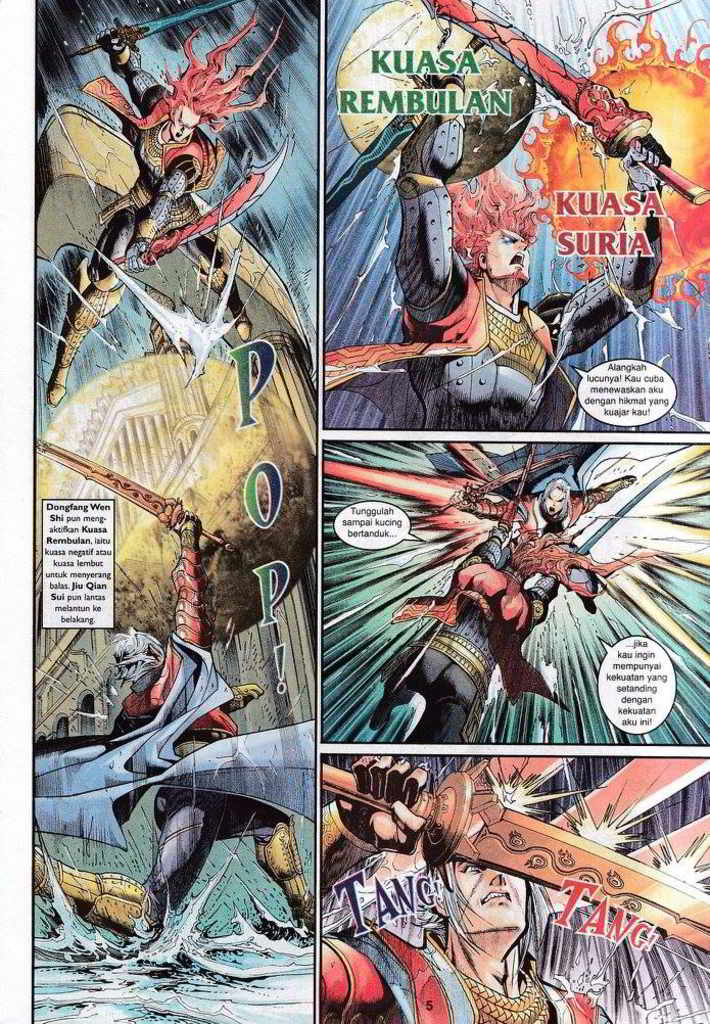 POP!
Dongfang Wen
Shi pun meng-
aktifkan Kuasa
Rembulan, iaitu
kuasa negatif atau
kuasa lembut
untuk menyerang
balas. Jiu Qian
Sui pun lantas
melantun ke
belakang.
KUASA
REMBULAN
KUASA
SURIA
Alangkah
lucunya! Kau cuba
menewaskan aku
dengan hikmat yang
kuajar kau!
Tunggulah
sampai kucing
bertanduk...
...jika
kau ingin
mempunyai
kekuatan yang
setanding
dengan
kekuatan
aku ini!
TANG!
TANG!
5